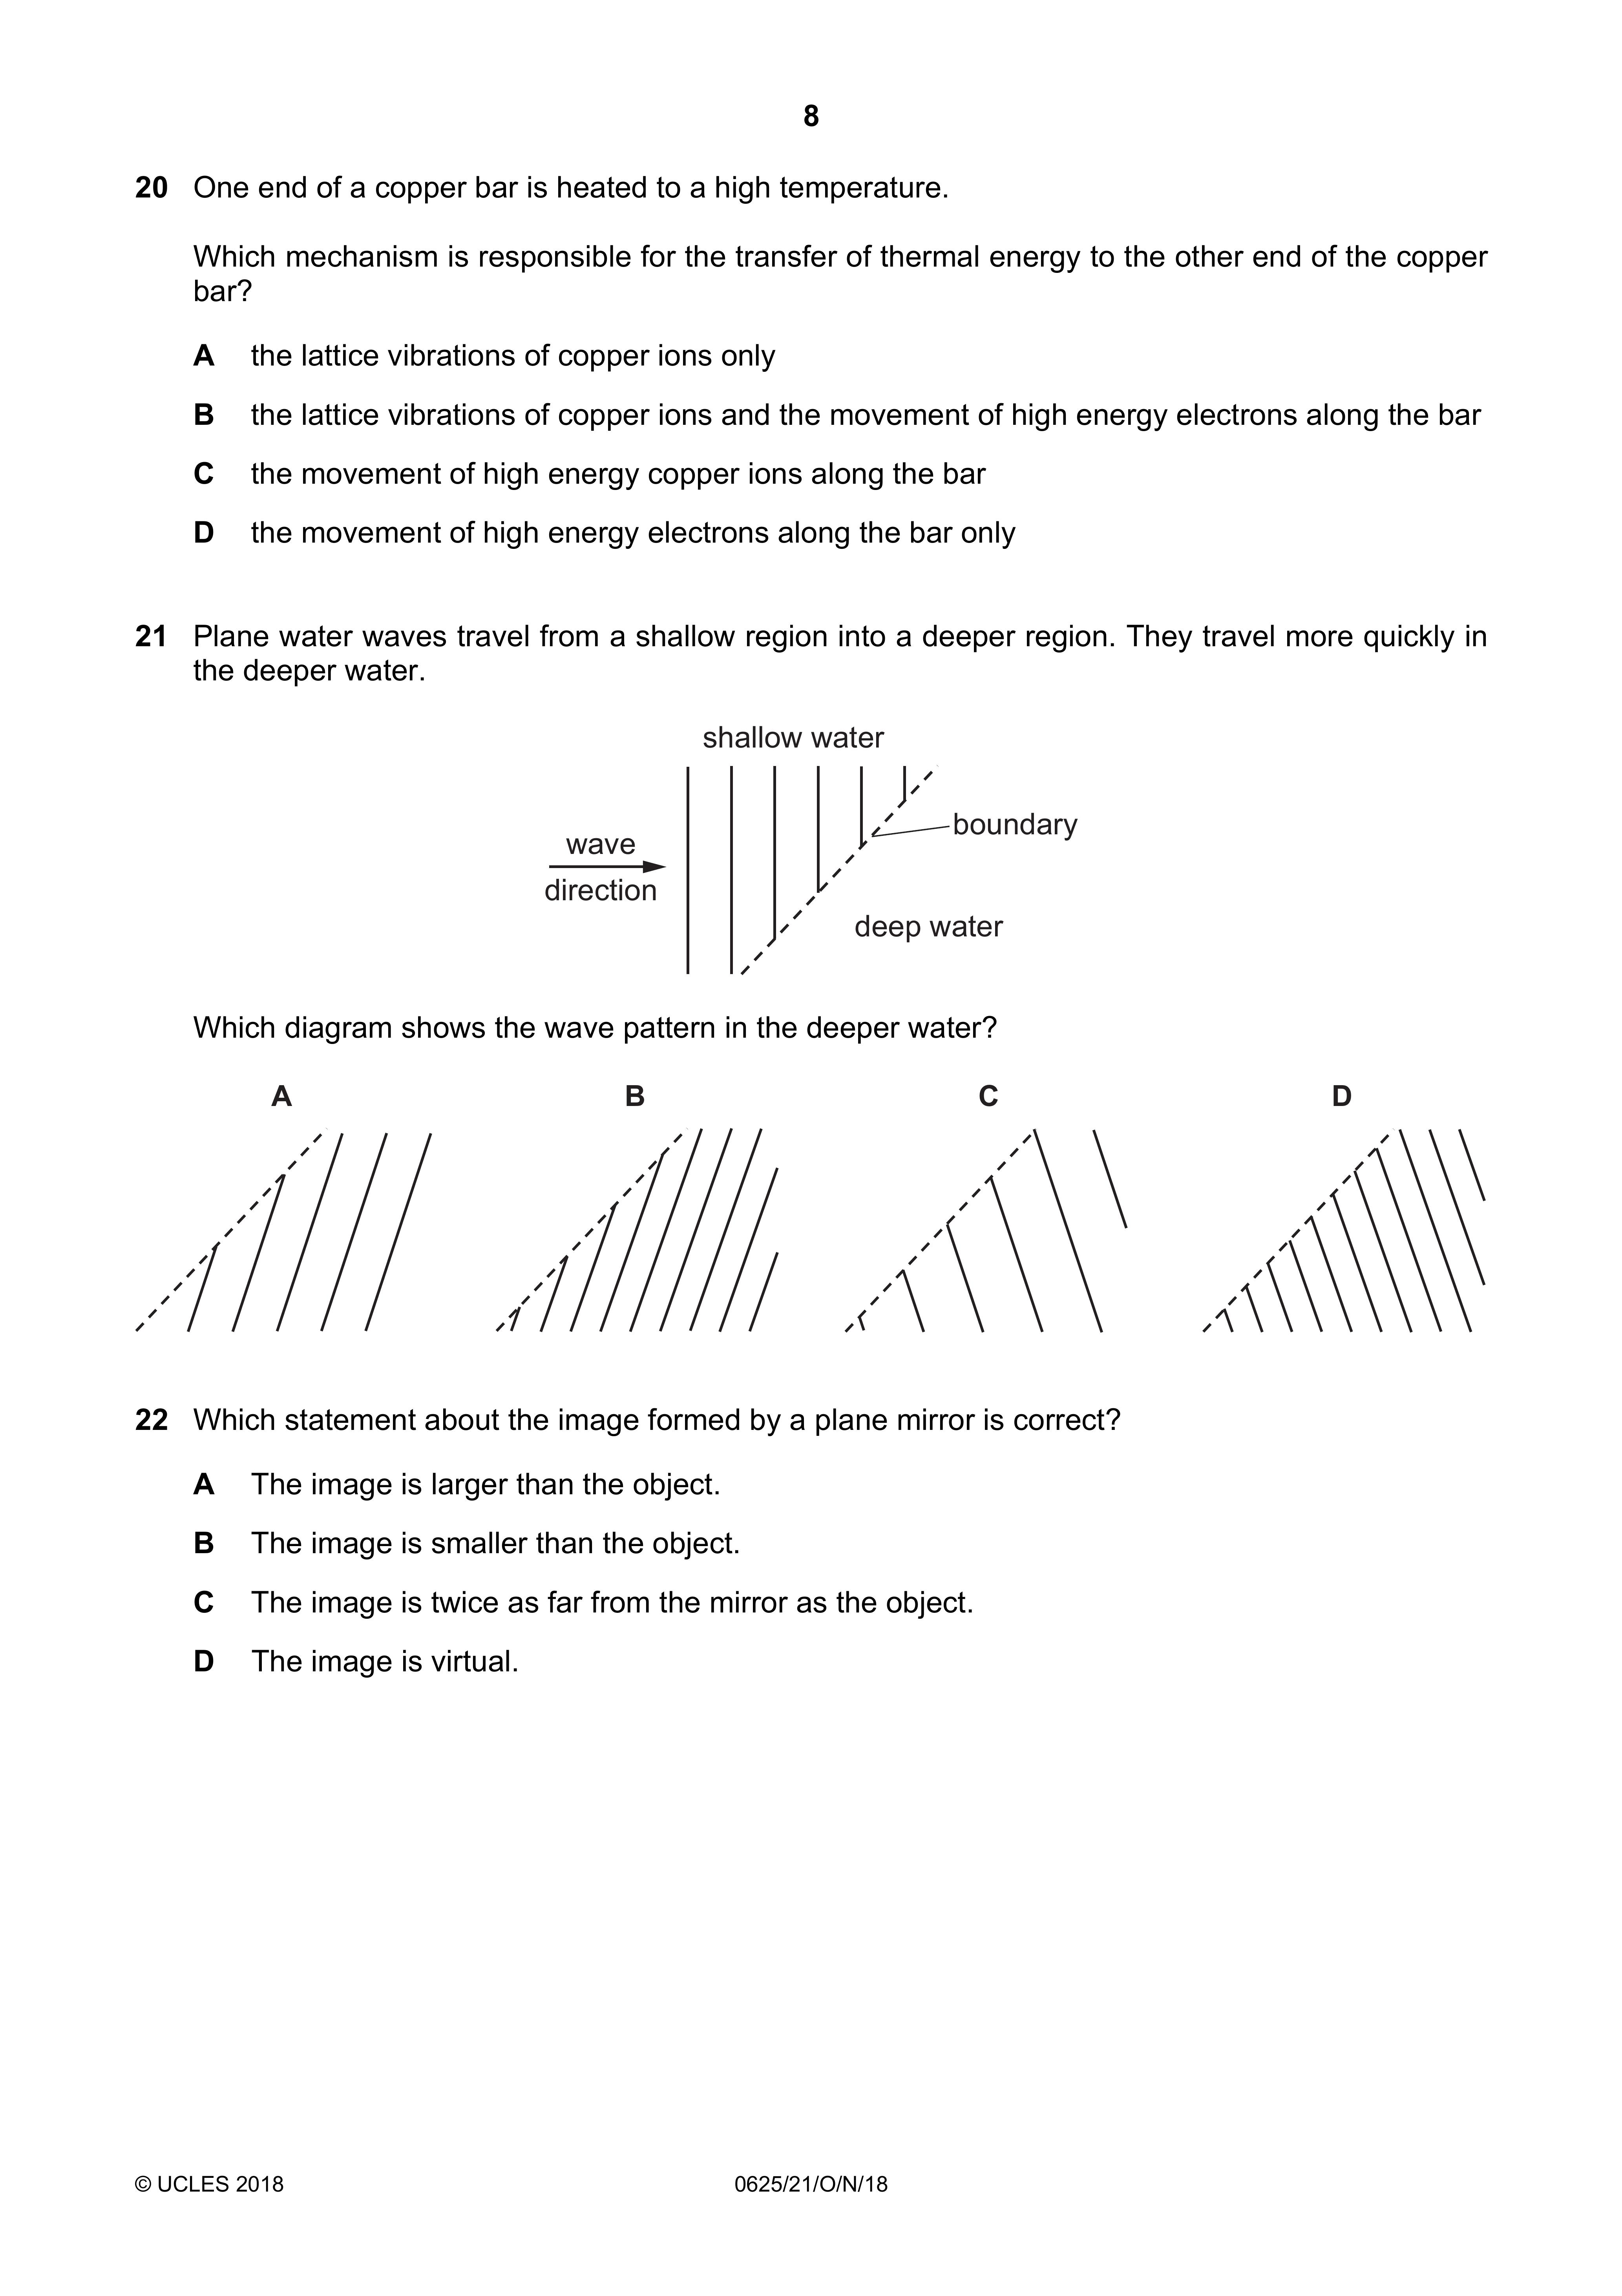 8
20 One end of a copper bar is heated to a high temperature.
Which mechanism is responsible for the transfer of thermal energy to the other end of the copper
bar?
A the lattice vibrations of copper ions only
B the lattice vibrations of copper ions and the movement of high energy electrons along the bar
C the movement of high energy copper ions along the bar
D the movement of high energy electrons along the bar only
21 Plane water waves travel from a shallow region into a deeper region. They travel more quickly in
the deeper water.
shallow water
boundary
wave
direction
deep water
Which diagram shows the wave pattern in the deeper water?
A B C D
22 Which statement about the image formed by a plane mirror is correct?
A The image is larger than the object.
B The image is smaller than the object.
C The image is twice as far from the mirror as the object.
D The image is virtual.
© UCLES 2018 0625/21/O/N/18